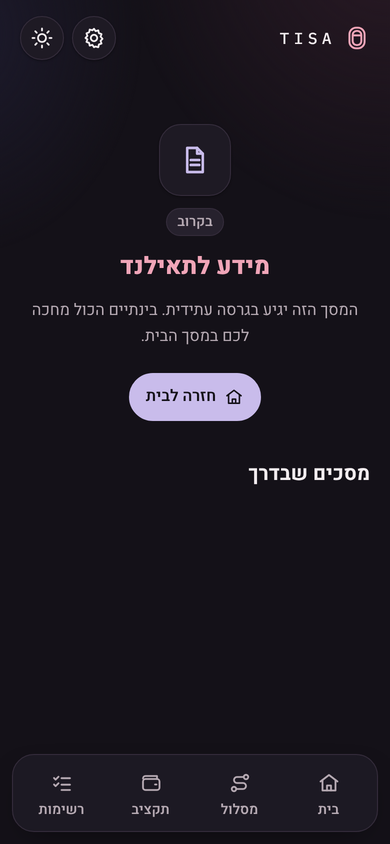 TISA
בקרוב
מידע לתאילנד
המסך הזה יגיע בגרסה עתידית. בינתיים הכול מחכה
לכם במסך הבית.
חזרה לבית
מסכים שבדרך
בית
מסלול
תקציב
רשימות